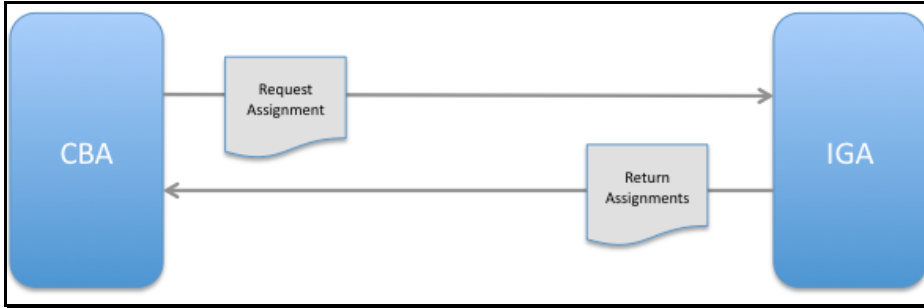 Request
Assignment
CBA
IGA
Return
Assignments